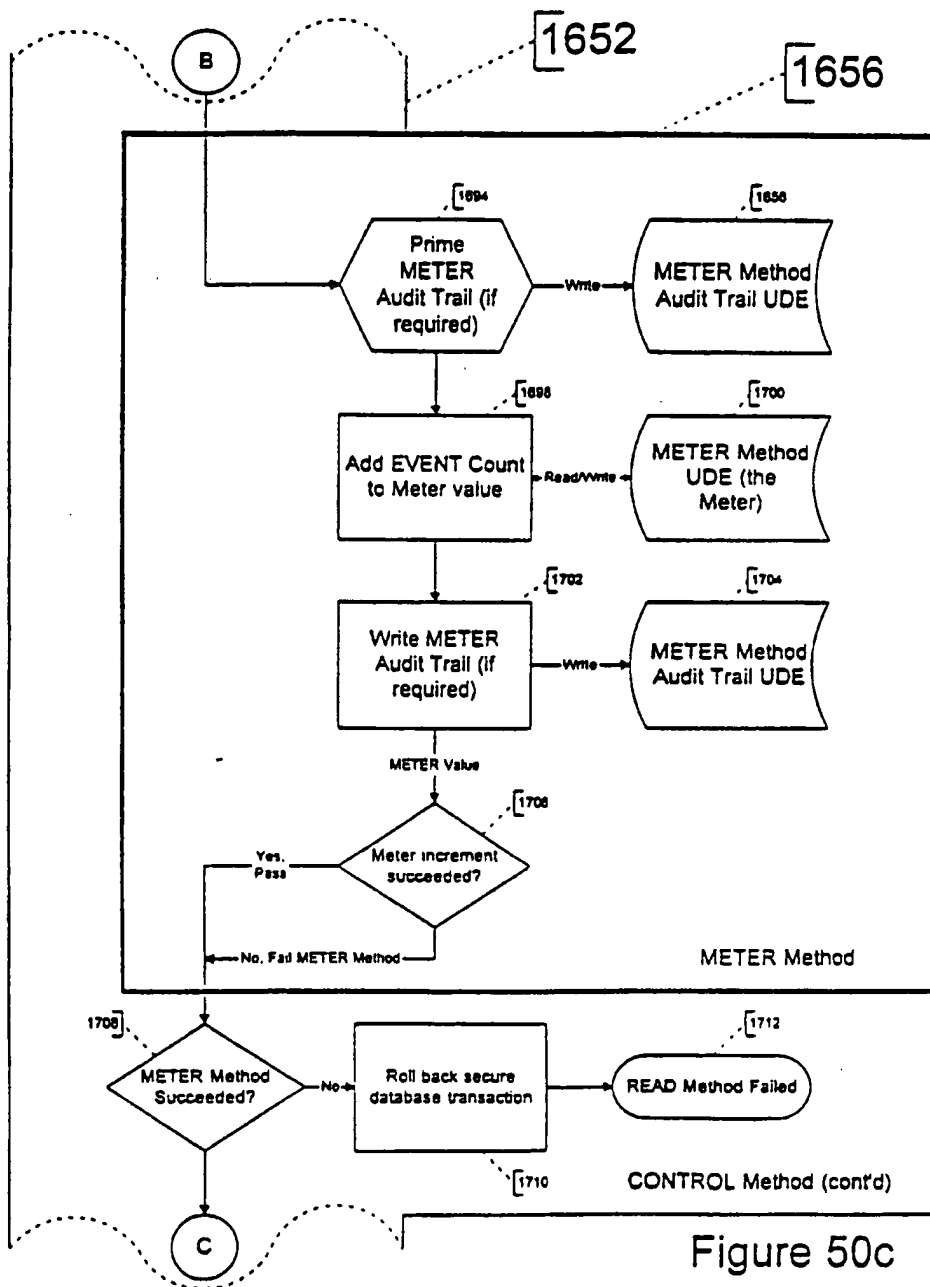 B
1652
1656
1694
Prime
METER
Audit Trail (if
required)
Write
1656
METER Method
Audit Trail UDE
1698
Add EVENT Count
to Meter value
Read/Write
1700
METER Method
UDE (the
Meter)
1702
Write METER
Audit Trail (if
required)
Write
1704
METER Method
Audit Trail UDE
METER Value
1706
Meter increment
succeeded?
Yes,
Pass
No, Fail METER Method
METER Method
1708
METER Method
Succeeded?
No
Roll back secure
database transaction
1710
1712
READ Method Failed
CONTROL Method (cont'd)
C
Figure 50c